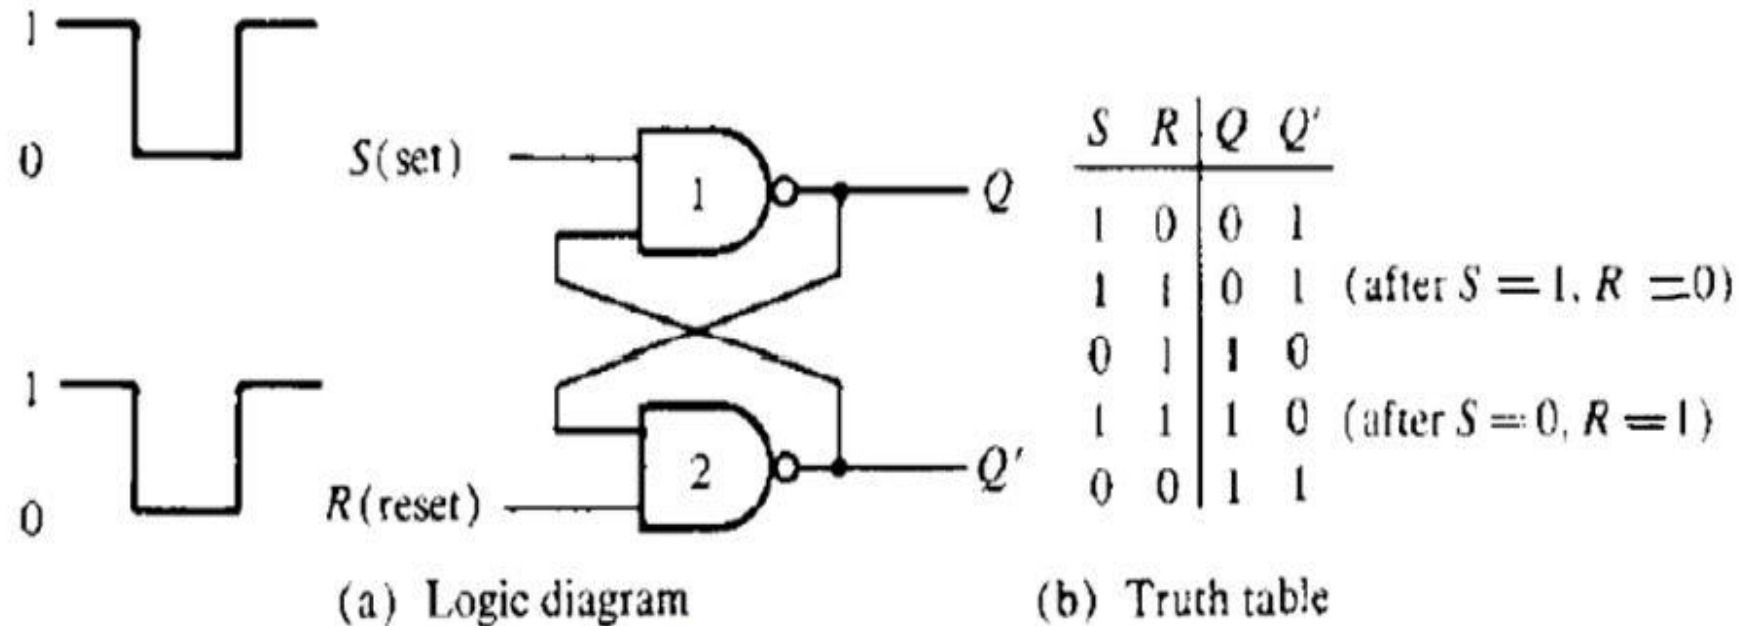 1
0
S(set)
1
Q
1
0
R(reset)
2
Q′
(a) Logic diagram
S R Q Q′
1 0 0 1
1 1 0 1 (after S = 1, R = 0)
0 1 1 0
1 1 1 0 (after S = 0, R = 1)
0 0 1 1
(b) Truth table